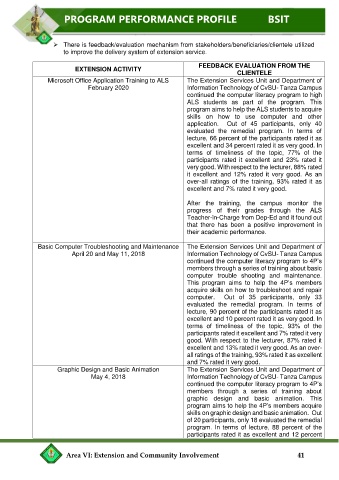 PROGRAM PERFORMANCE PROFILE BSIT
➢ There is feedback/evaluation mechanism from stakeholders/beneficiaries/clientele utilized
to improve the delivery system of extension service.
EXTENSION ACTIVITY
FEEDBACK EVALUATION FROM THE
CLIENTELE
Microsoft Office Application Training to ALS
February 2020
The Extension Services Unit and Department of
Information Technology of CvSU- Tanza Campus
continued the computer literacy program to high
ALS students as part of the program. This
program aims to help the ALS students to acquire
skills on how to use computer and other
application. Out of 45 participants, only 40
evaluated the remedial program. In terms of
lecture, 66 percent of the participants rated it as
excellent and 34 percent rated it as very good. In
terms of timeliness of the topic, 77% of the
participants rated it excellent and 23% rated it
very good. With respect to the lecturer, 88% rated
it excellent and 12% rated it very good. As an
over-all ratings of the training, 93% rated it as
excellent and 7% rated it very good.
After the training, the campus monitor the
progress of their grades through the ALS
Teacher-In-Charge from Dep-Ed and it found out
that there has been a positive improvement in
their academic performance.
Basic Computer Troubleshooting and Maintenance
April 20 and May 11, 2018
The Extension Services Unit and Department of
Information Technology of CvSU- Tanza Campus
continued the computer literacy program to 4P's
members through a series of training about basic
computer trouble shooting and maintenance.
This program aims to help the 4P's members
acquire skills on how to troubleshoot and repair
computer. Out of 35 participants, only 33
evaluated the remedial program. In terms of
lecture, 90 percent of the participants rated it as
excellent and 10 percent rated it as very good. In
terms of timeliness of the topic, 93% of the
participants rated it excellent and 7% rated it very
good. With respect to the lecturer, 87% rated it
excellent and 13% rated it very good. As an over-
all ratings of the training, 93% rated it as excellent
and 7% rated it very good.
Graphic Design and Basic Animation
May 4, 2018
The Extension Services Unit and Department of
Information Technology of CvSU- Tanza Campus
continued the computer literacy program to 4P's
members through a series of training about
graphic design and basic animation. This
program aims to help the 4P's members acquire
skills on graphic design and basic animation. Out
of 20 participants, only 18 evaluated the remedial
program. In terms of lecture, 88 percent of the
participants rated it as excellent and 12 percent
Area VI: Extension and Community Involvement 41